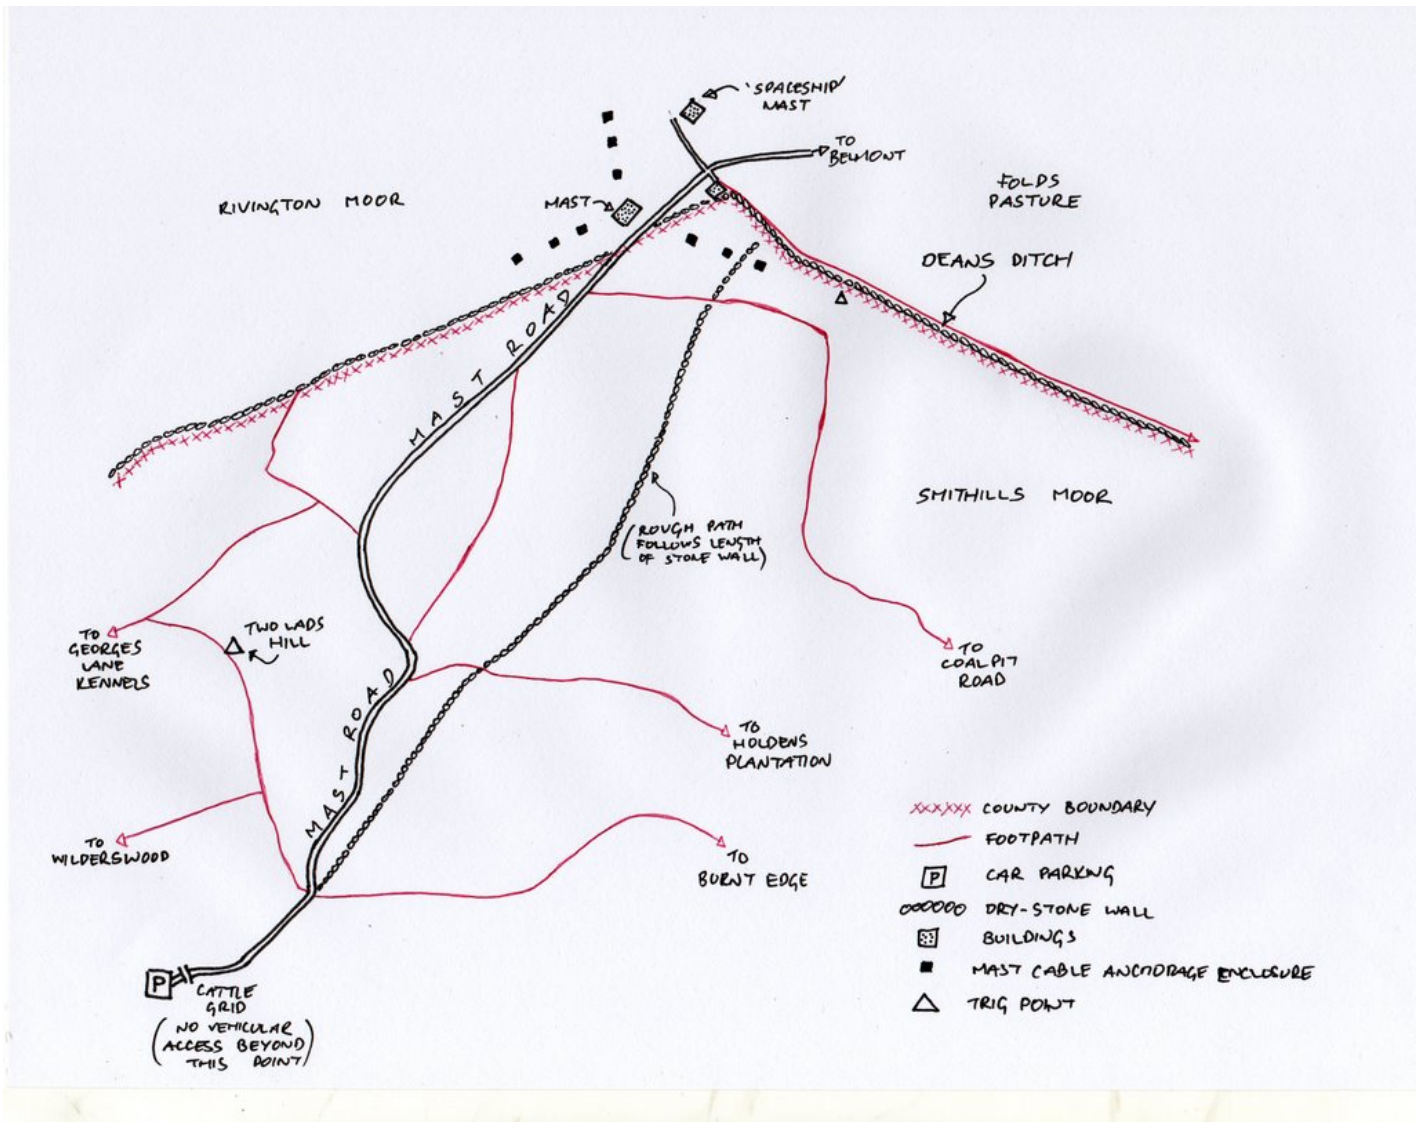 'SPACESHIP'
MAST
TO
BELMONT
RIVINGTON MOOR
MAST
FOLDS
PASTURE
DEANS DITCH
MAST ROAD
SMITHILLS MOOR
(ROUGH PATH
FOLLOWS LENGTH
OF STONE WALL)
TO
GEORGES
LANE
KENNELS
TWO LADS
HILL
TO
COALPIT
ROAD
MAST ROAD
TO
HOLDENS
PLANTATION
TO
WILDERSWOOD
TO
BURNT EDGE
COUNTY BOUNDARY
FOOTPATH
P CAR PARKING
DRY-STONE WALL
BUILDINGS
MAST CABLE ANCHORAGE ENCLOSURE
TRIG POINT
P
CATTLE
GRID
(NO VEHICULAR
ACCESS BEYOND
THIS POINT)